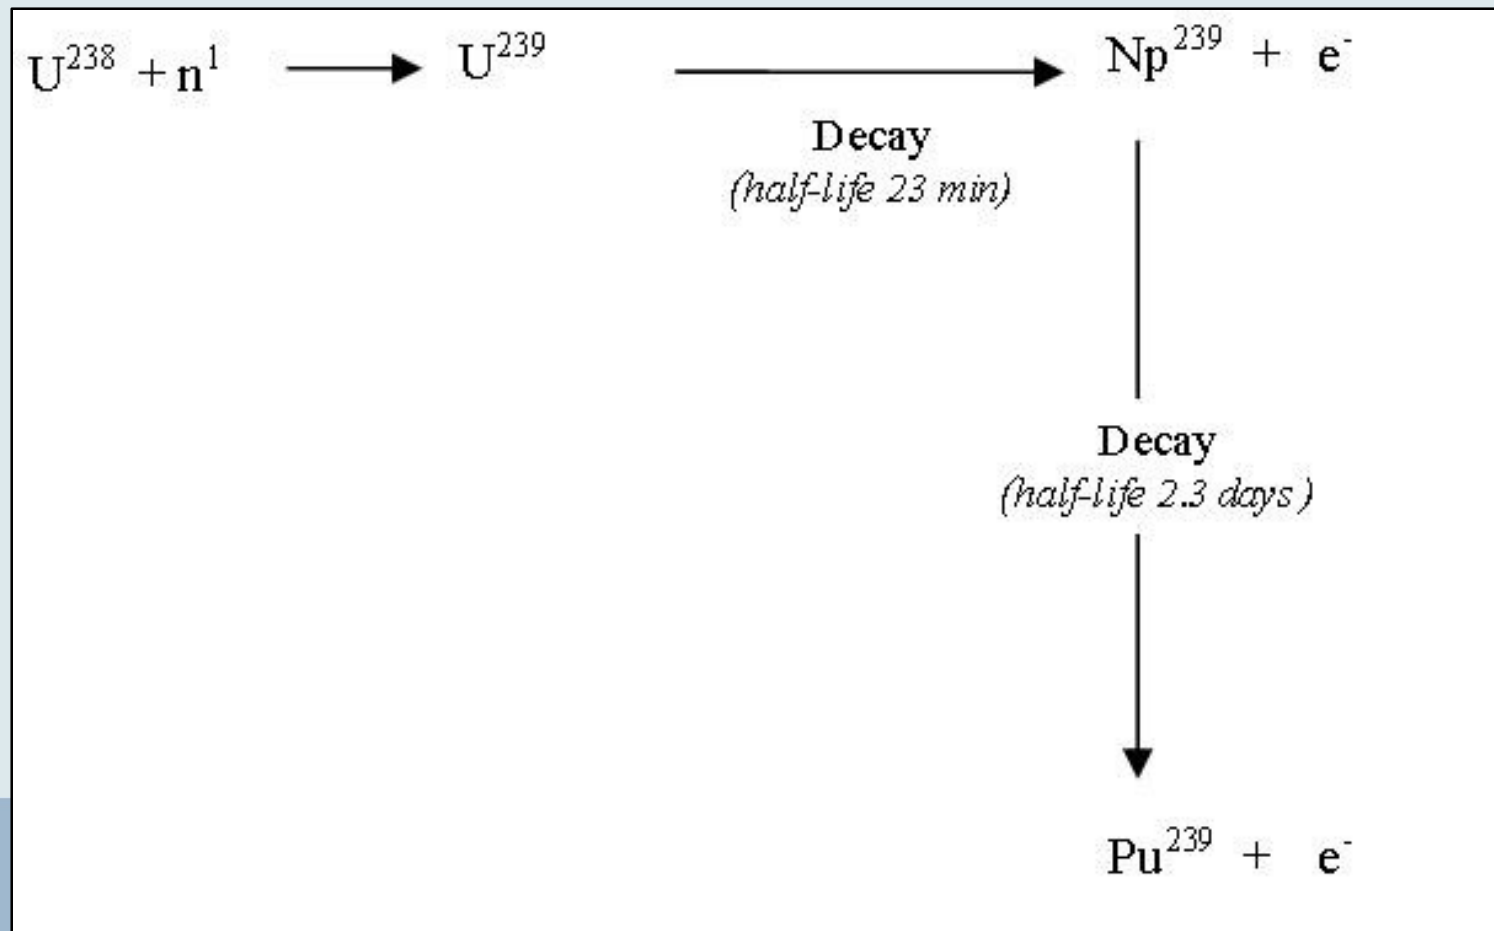 U²³⁸ + n¹ U²³⁹ Np²³⁹ + e⁻
Decay
(half-life 23 min)
Decay
(half-life 2.3 days)
Pu²³⁹ + e⁻